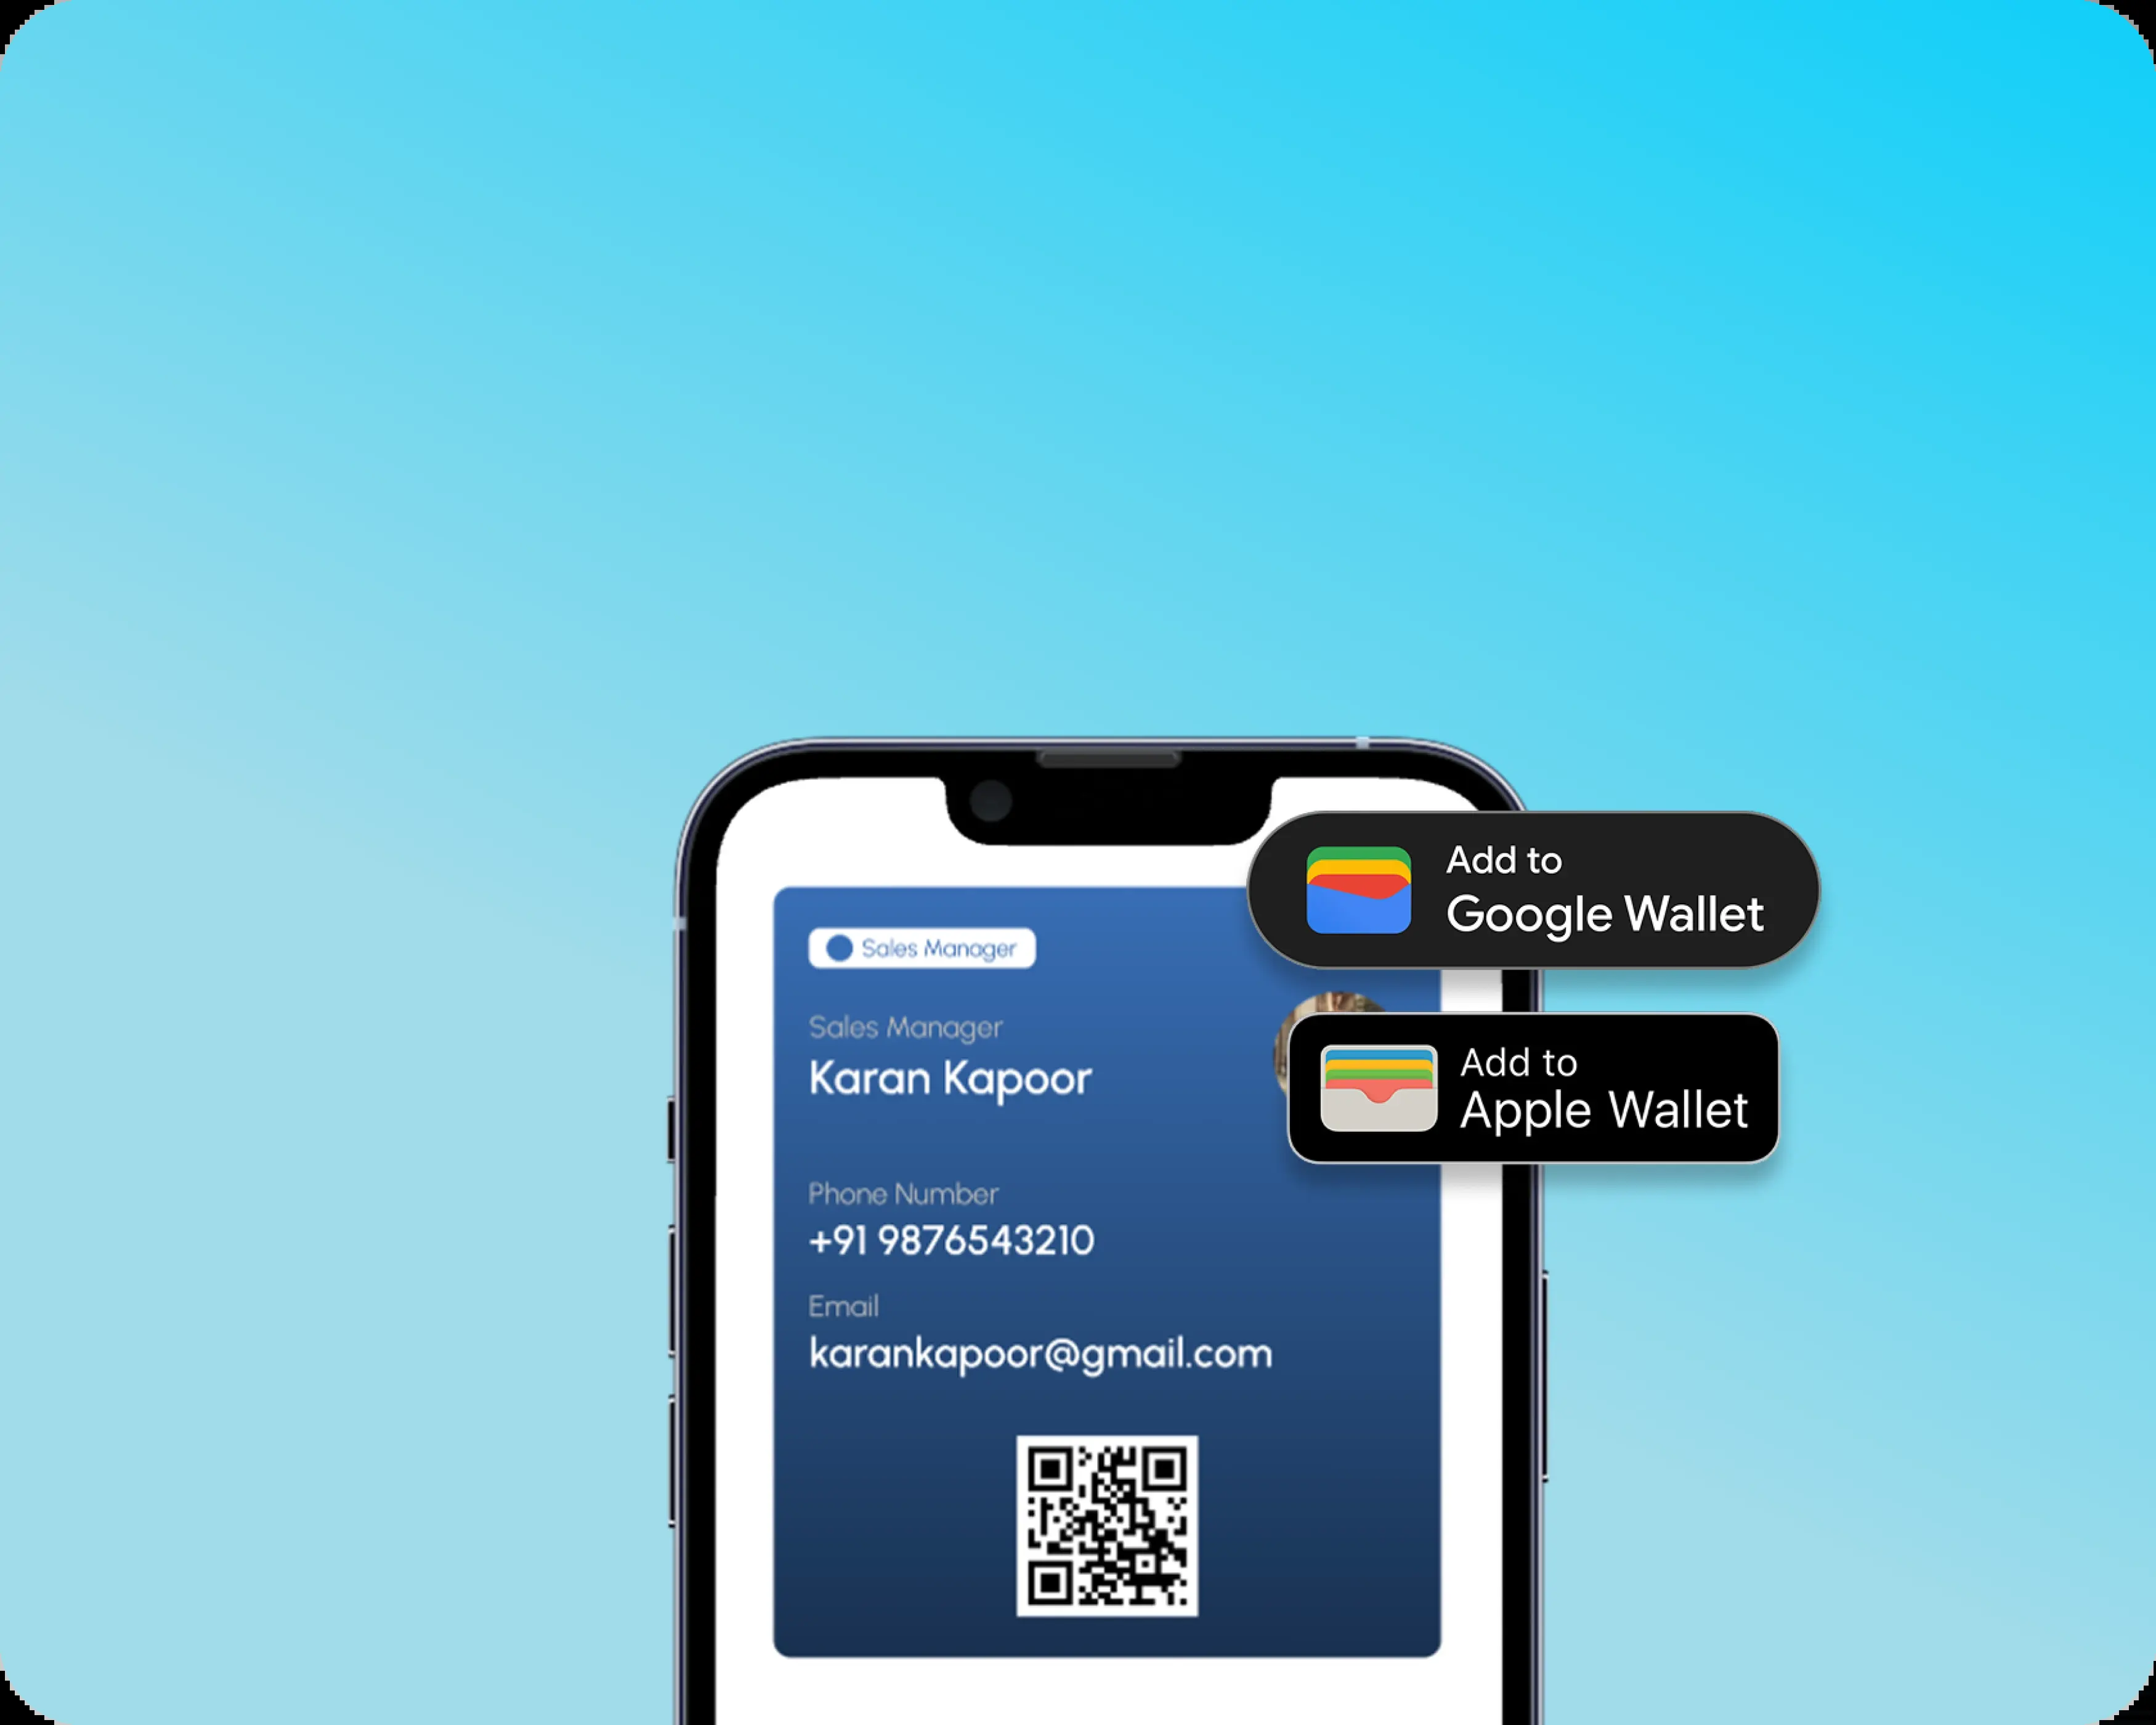 Add to
Google Wallet
Sales Manager
Sales Manager
Karan Kapoor
Add to
Apple Wallet
Phone Number
+91 9876543210
Email
karankapoor@gmail.com